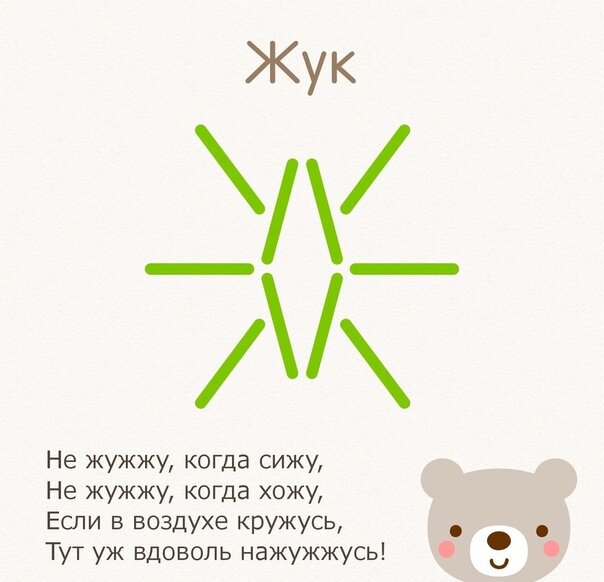 Жук
Не жужжу, когда сижу,
Не жужжу, когда хожу,
Если в воздухе кружусь,
Тут уж вдоволь нажужжусь!